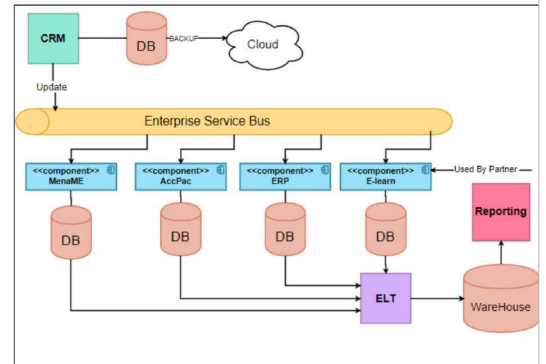 CRM
DB
BACKUP
Cloud
Update
Enterprise Service Bus
<<component>>
MenaME
<<component>>
AccPac
<<component>>
ERP
<<component>>
E-learn
Used By Partner
Reporting
DB
DB
DB
DB
ELT
WareHouse